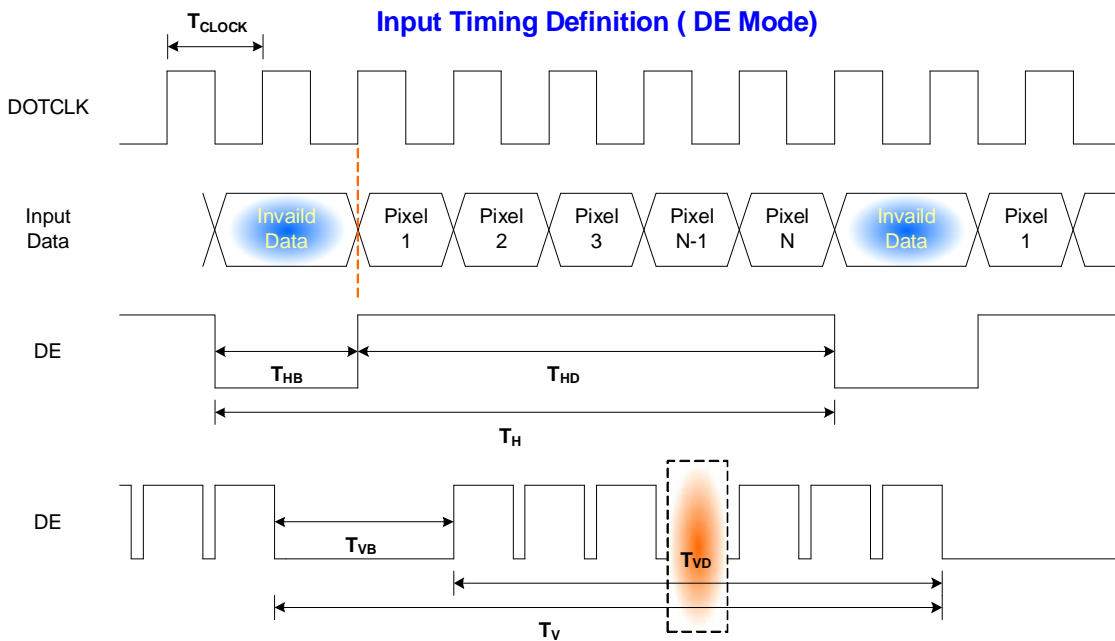 Input Timing Definition ( DE Mode)
TCLOCK
DOTCLK
Input
Data
Invaild
Data
Pixel
1
Pixel
2
Pixel
3
Pixel
N-1
Pixel
N
Invaild
Data
Pixel
1
DE
THB
THD
TH
DE
TVB
TVD
TV